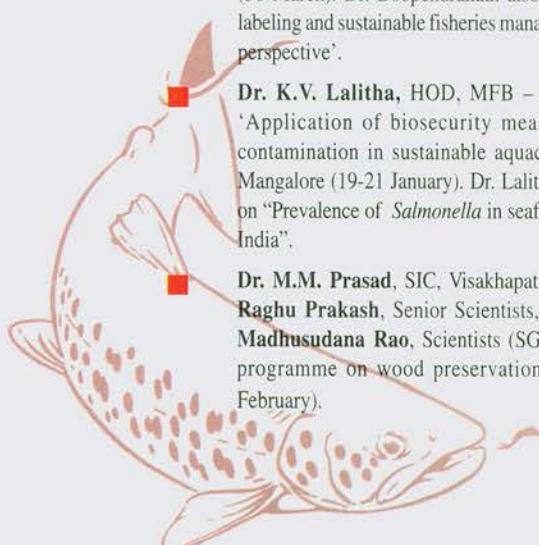 labeling and sustainable fisheries mana
perspective'.
Dr. K.V. Lalitha, HOD, MFB –
'Application of biosecurity mea
contamination in sustainable aquac
Mangalore (19-21 January). Dr. Lalit
on "Prevalence of Salmonella in seaf
India".
Dr. M.M. Prasad, SIC, Visakhapat
Raghu Prakash, Senior Scientists,
Madhusudana Rao, Scientists (SG
programme on wood preservation
February).